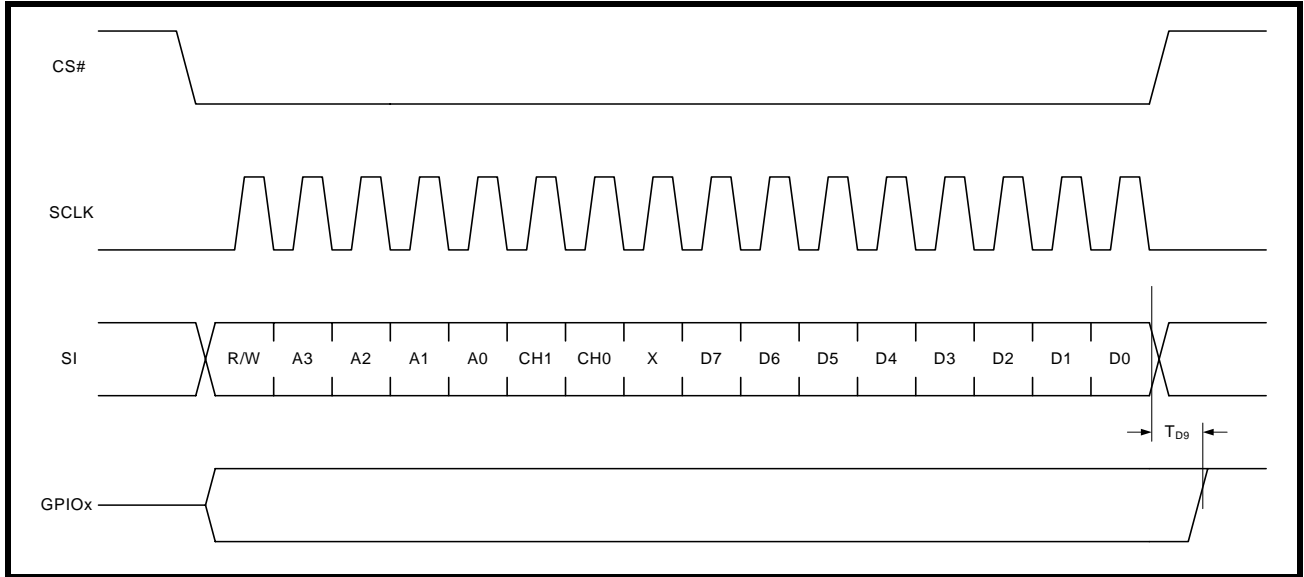 CS#
SCLK
SI R/W A3 A2 A1 A0 CH1 CH0 X D7 D6 D5 D4 D3 D2 D1 D0
TD9
GPIOx